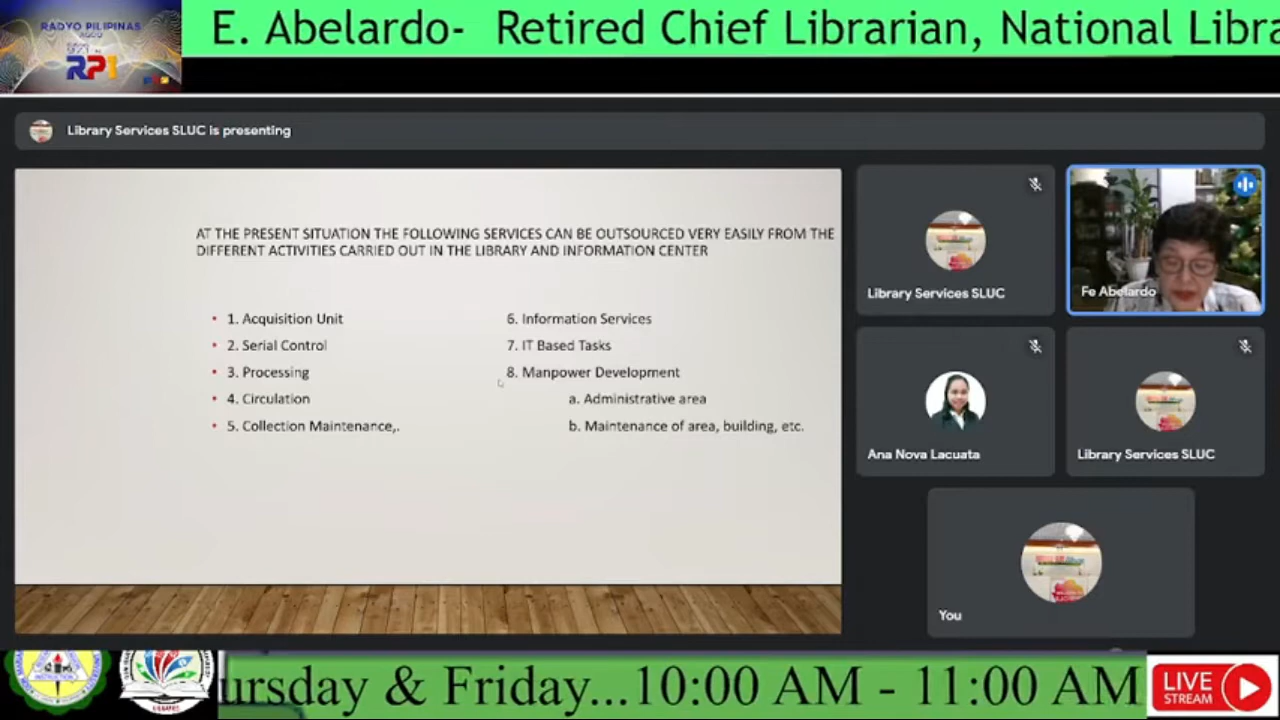 RADYO PILIPINAS
RP1
E. Abelardo- Retired Chief Librarian, National Libra
Library Services SLUC is presenting
AT THE PRESENT SITUATION THE FOLLOWING SERVICES CAN BE OUTSOURCED VERY EASILY FROM THE
DIFFERENT ACTIVITIES CARRIED OUT IN THE LIBRARY AND INFORMATION CENTER
• 1. Acquisition Unit
• 2. Serial Control
• 3. Processing
• 4. Circulation
• 5. Collection Maintenance,.
6. Information Services
7. IT Based Tasks
8. Manpower Development
a. Administrative area
b. Maintenance of area, building, etc.
Library Services SLUC
Fe Abelardo
Ana Nova Lacuata
Library Services SLUC
You
ursday & Friday...10:00 AM - 11:00 AM
LIVE
STREAM